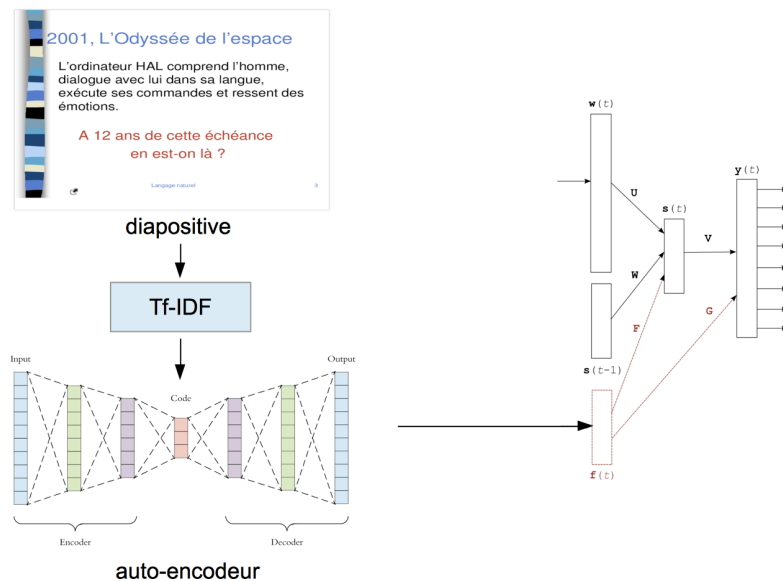 2001, L'Odyssée de l'espace
L'ordinateur HAL comprend l'homme,
dialogue avec lui dans sa langue,
exécute ses commandes et ressent des
émotions.
A 12 ans de cette échéance
en est-on là ?
Langage naturel
3
diapositive
Tf-IDF
Input
Code
Output
Encoder
Decoder
auto-encodeur
w(t)
y(t)
U
s(t)
V
W
F
G
s(t-1)
f(t)